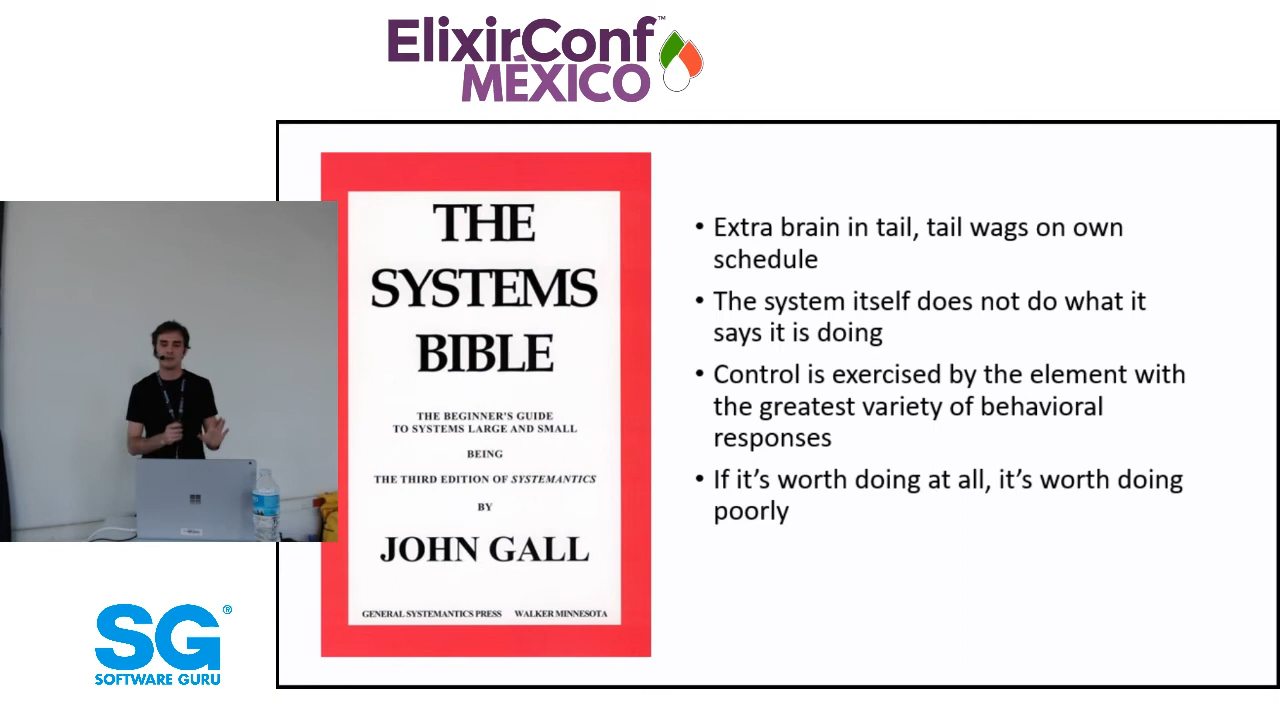 ElixirConf™
MÉXICO
THE
SYSTEMS
BIBLE
THE BEGINNER'S GUIDE
TO SYSTEMS LARGE AND SMALL
BEING
THE THIRD EDITION OF SYSTEMANTICS
BY
JOHN GALL
GENERAL SYSTEMANTICS PRESS WALKER MINNESOTA
• Extra brain in tail, tail wags on own
schedule
• The system itself does not do what it
says it is doing
• Control is exercised by the element with
the greatest variety of behavioral
responses
• If it’s worth doing at all, it’s worth doing
poorly
SG®
SOFTWARE GURU